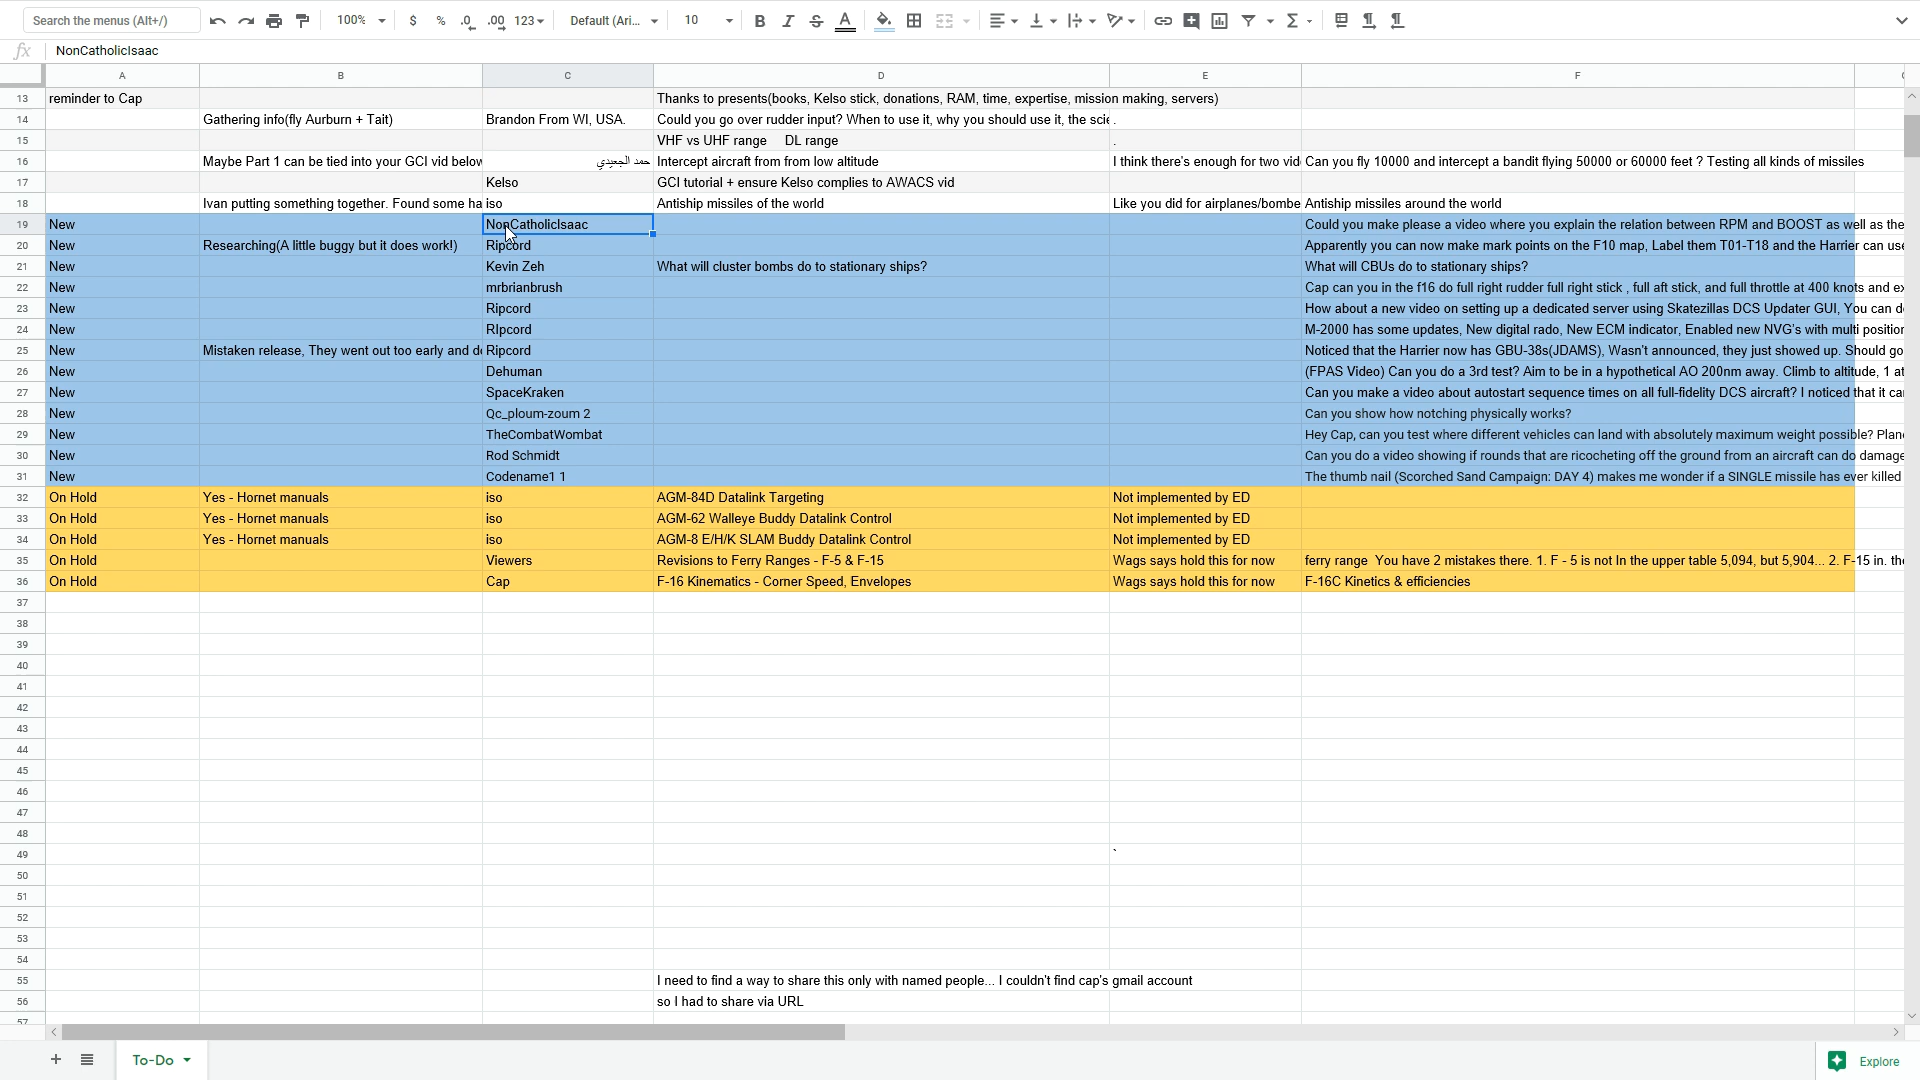 Search the menus (Alt+/) 100% $ % .0 .00 123 Default (Ari... 10
fx NonCatholicIsaac
A B C D E F
13 reminder to Cap Thanks to presents(books, Kelso stick, donations, RAM, time, expertise, mission making, servers)
14 Gathering info(fly Aurburn + Tait) Brandon From WI, USA. Could you go over rudder input? When to use it, why you should use it, the scie .
15 VHF vs UHF range DL range .
16 Maybe Part 1 can be tied into your GCI vid below حمد الجعيدي Intercept aircraft from from low altitude I think there's enough for two vid Can you fly 10000 and intercept a bandit flying 50000 or 60000 feet ? Testing all kinds of missiles
17 Kelso GCI tutorial + ensure Kelso complies to AWACS vid
18 Ivan putting something together. Found some ha iso Antiship missiles of the world Like you did for airplanes/bombe Antiship missiles around the world
19 New NonCatholicIsaac Could you make please a video where you explain the relation between RPM and BOOST as well as the
20 New Researching(A little buggy but it does work!) Ripcord Apparently you can now make mark points on the F10 map, Label them T01-T18 and the Harrier can use
21 New Kevin Zeh What will cluster bombs do to stationary ships? What will CBUs do to stationary ships?
22 New mrbrianbrush Cap can you in the f16 do full right rudder full right stick , full aft stick, and full throttle at 400 knots and ex
23 New Ripcord How about a new video on setting up a dedicated server using Skatezillas DCS Updater GUI, You can d
24 New RIpcord M-2000 has some updates, New digital rado, New ECM indicator, Enabled new NVG's with multi position
25 New Mistaken release, They went out too early and d Ripcord Noticed that the Harrier now has GBU-38s(JDAMS), Wasn't announced, they just showed up. Should go
26 New Dehuman (FPAS Video) Can you do a 3rd test? Aim to be in a hypothetical AO 200nm away. Climb to altitude, 1 at
27 New SpaceKraken Can you make a video about autostart sequence times on all full-fidelity DCS aircraft? I noticed that it ca
28 New Qc_ploum-zoum 2 Can you show how notching physically works?
29 New TheCombatWombat Hey Cap, can you test where different vehicles can land with absolutely maximum weight possible? Plan
30 New Rod Schmidt Can you do a video showing if rounds that are ricocheting off the ground from an aircraft can do damage
31 New Codename1 1 The thumb nail (Scorched Sand Campaign: DAY 4) makes me wonder if a SINGLE missile has ever killed
32 On Hold Yes - Hornet manuals iso AGM-84D Datalink Targeting Not implemented by ED
33 On Hold Yes - Hornet manuals iso AGM-62 Walleye Buddy Datalink Control Not implemented by ED
34 On Hold Yes - Hornet manuals iso AGM-8 E/H/K SLAM Buddy Datalink Control Not implemented by ED
35 On Hold Viewers Revisions to Ferry Ranges - F-5 & F-15 Wags says hold this for now ferry range You have 2 mistakes there. 1. F - 5 is not In the upper table 5,094, but 5,904... 2. F-15 in. the
36 On Hold Cap F-16 Kinematics - Corner Speed, Envelopes Wags says hold this for now F-16C Kinetics & efficiencies
37
38
39
40
41
42
43
44
45
46
47
48
49 `
50
51
52
53
54
55 I need to find a way to share this only with named people... I couldn't find cap's gmail account
56 so I had to share via URL
57
To-Do Explore